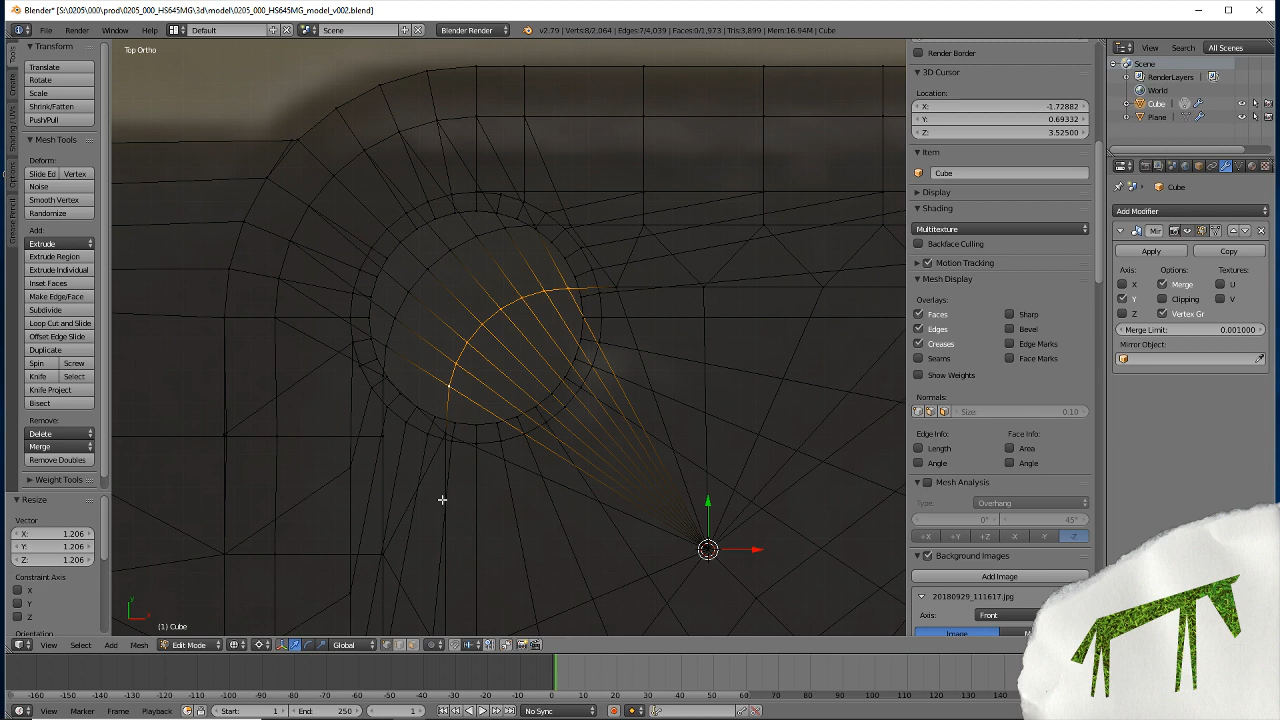 Blender* [S:\0205\000\prod\0205_000_HS645MG\3d\model\0205_000_HS645MG_model_v002.blend]
File Render Window Help Default Scene Blender Render v2.79 | Verts:8/2,064 | Edges:7/4,039 | Faces:0/1,973 | Tris:3,899 | Mem:16.94M | Cube
Tools
Create
Shading / UVs
Options
Grease Pencil
Transform
Translate
Rotate
Scale
Shrink/Fatten
Push/Pull
Mesh Tools
Deform:
Slide Ed Vertex
Noise
Smooth Vertex
Randomize
Add:
Extrude
Extrude Region
Extrude Individual
Inset Faces
Make Edge/Face
Subdivide
Loop Cut and Slide
Offset Edge Slide
Duplicate
Spin Screw
Knife Select
Knife Project
Bisect
Remove:
Delete
Merge
Remove Doubles
Weight Tools
Resize
Vector
X: 1.206
Y: 1.206
Z: 1.206
Constraint Axis
X
Y
Z
Orientation
Top Ortho
(1) Cube
View Select Add Mesh Edit Mode Global
Render Border
3D Cursor
Location:
X: -1.72882
Y: 0.69332
Z: 3.52500
Item
Cube
Display
Shading
Multitexture
Backface Culling
Motion Tracking
Mesh Display
Overlays:
Faces Sharp
Edges Bevel
Creases Edge Marks
Seams Face Marks
Show Weights
Normals:
Size: 0.10
Edge Info: Face Info:
Length Area
Angle Angle
Mesh Analysis
Type: Overhang
0° 45°
+X +Y +Z -X -Y -Z
Background Images
Add Image
20180929_111617.jpg
Axis: Front
Image
View Search All Scenes
Scene
RenderLayers
World
Cube
Plane
Cube
Add Modifier
Mir
Apply Copy
Axis: Options: Textures:
X Merge U
Y Clipping V
Z Vertex Gr
Merge Limit: 0.001000
Mirror Object:
-160 -150 -140 -130 -120 -110 -100 -90 -80 -70 -60 -50 -40 -30 -20 -10 0 10 20 30 40 50 60 70 80 90 100 110 120 130 140
View Marker Frame Playback Start: 1 End: 250 1 No Sync